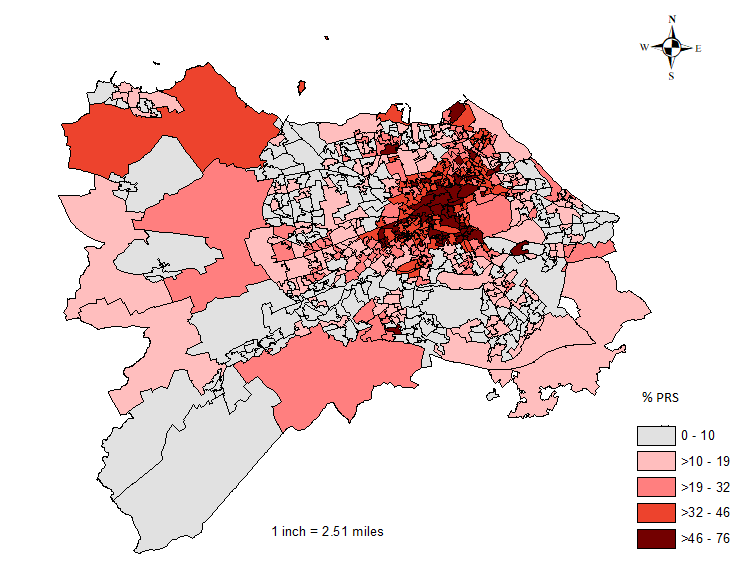 N
W E
S
% PRS
0 - 10
>10 - 19
>19 - 32
>32 - 46
>46 - 76
1 inch = 2.51 miles